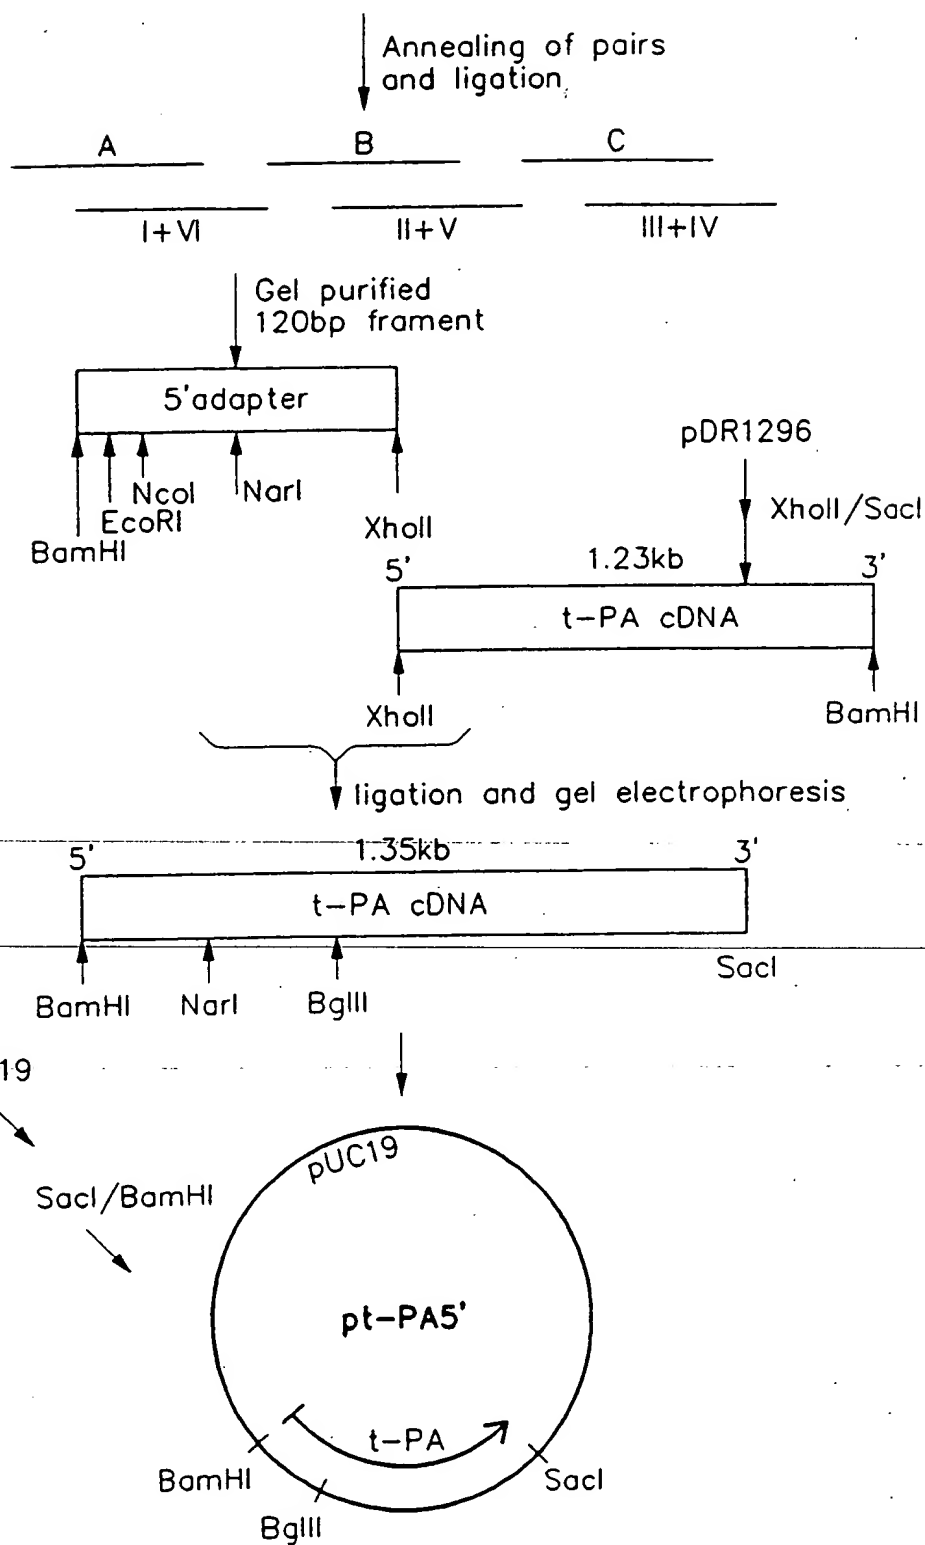 Annealing of pairs
and ligation
A
B
C
I+VI
II+V
III+IV
Gel purified
120bp frament
5'adapter
pDR1296
NcoI
NarI
EcoRI
XhoII
XhoII/SacI
BamHI
5'
1.23kb
3'
t-PA cDNA
XhoII
BamHI
ligation and gel electrophoresis
5'
1.35kb
3'
t-PA cDNA
SacI
BamHI
NarI
BglII
19
pUC19
SacI/BamHI
pt-PA5'
t-PA
BamHI
SacI
BglII